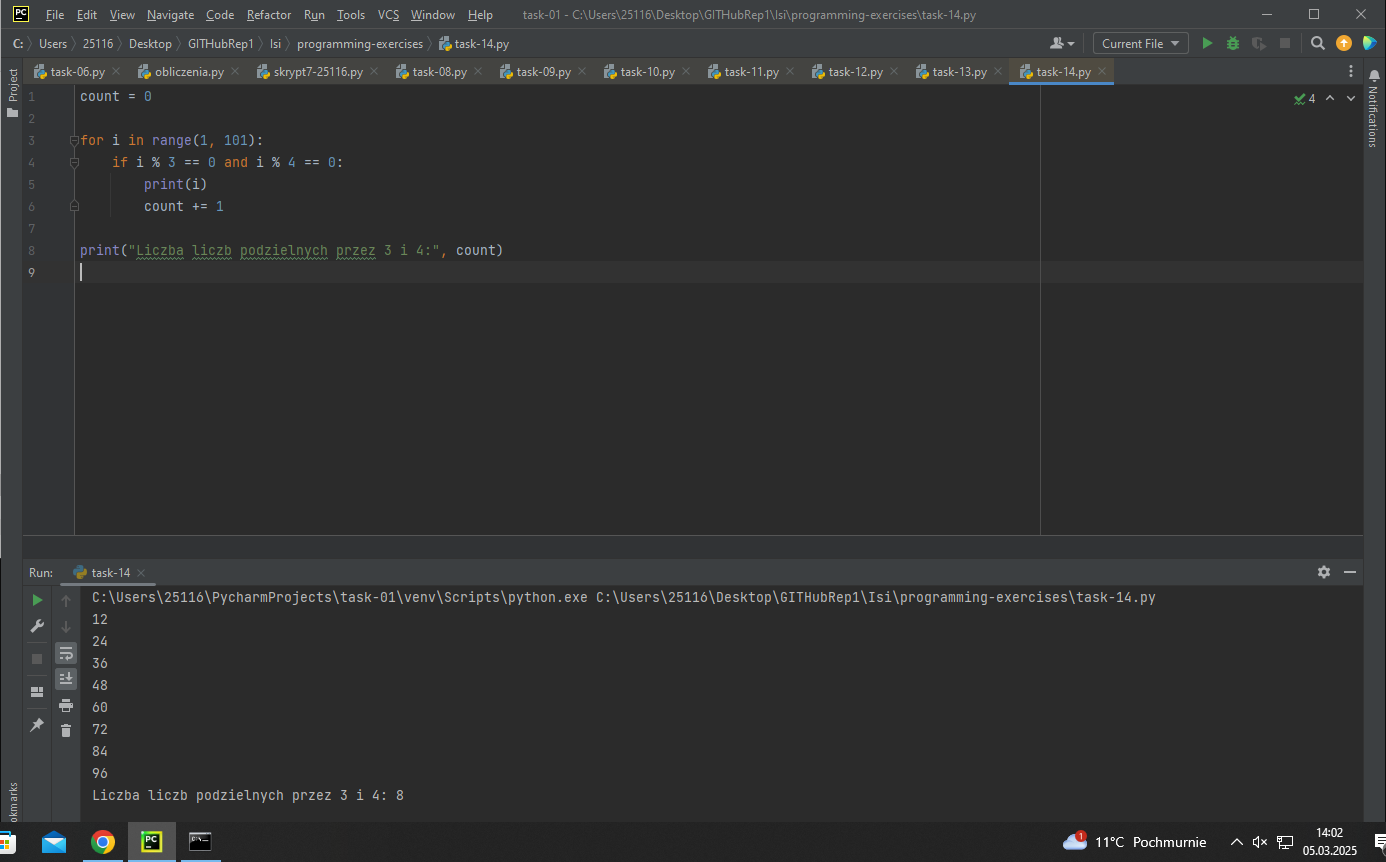 PC File Edit View Navigate Code Refactor Run Tools VCS Window Help task-01 - C:\Users\25116\Desktop\GITHubRep1\Isi\programming-exercises\task-14.py
C: Users 25116 Desktop GITHubRep1 Isi programming-exercises task-14.py Current File
task-06.py obliczenia.py skrypt7-25116.py task-08.py task-09.py task-10.py task-11.py task-12.py task-13.py task-14.py
Project
Notifications
4
1 count = 0
2
3 for i in range(1, 101):
4 if i % 3 == 0 and i % 4 == 0:
5 print(i)
6 count += 1
7
8 print("Liczba liczb podzielnych przez 3 i 4:", count)
9
Run: task-14
C:\Users\25116\PycharmProjects\task-01\venv\Scripts\python.exe C:\Users\25116\Desktop\GITHubRep1\Isi\programming-exercises\task-14.py
12
24
36
48
60
72
84
96
Liczba liczb podzielnych przez 3 i 4: 8
okmarks
PC
C:\
1
11°C Pochmurnie
14:02
05.03.2025